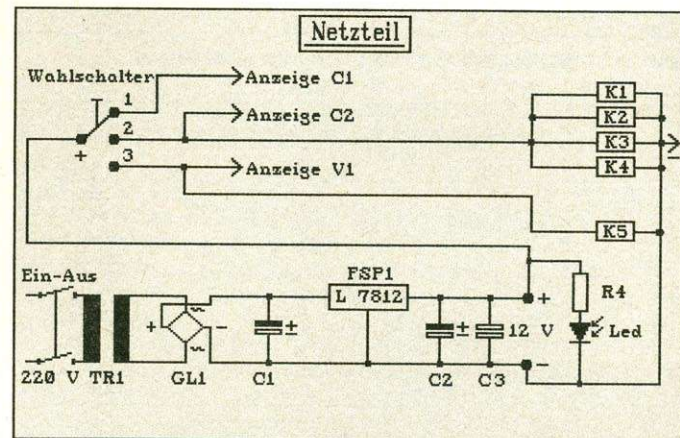 Netzteil
Wahlschalter
1
2
3
+
Anzeige C1
Anzeige C2
Anzeige V1
K1
K2
K3
K4
K5
Ein-Aus
FSP1
L 7812
+
-
±
±
+
-
12 V
R4
Led
220 V TR1
GL1
C1
C2
C3